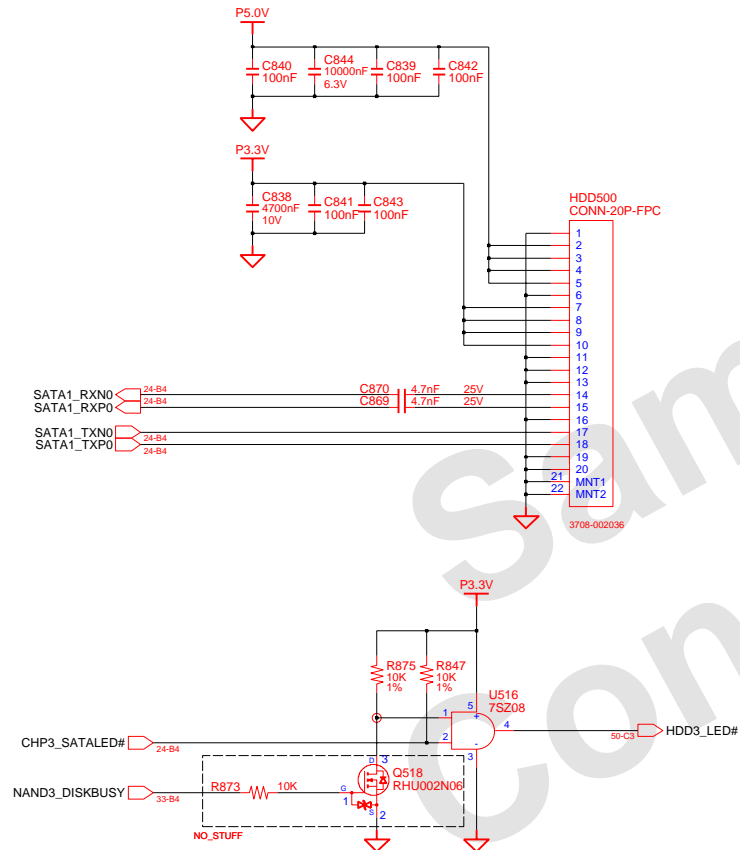 P5.0V
C840
100nF
C844
10000nF
6.3V
C839
100nF
C842
100nF
P3.3V
C838
4700nF
10V
C841
100nF
C843
100nF
HDD500
CONN-20P-FPC
1
2
3
4
5
6
7
8
9
10
11
12
13
14
15
16
17
18
19
20
21 MNT1
22 MNT2
3708-002036
SATA1_RXN0 24-B4 C870 4.7nF 25V
SATA1_RXP0 24-B4 C869 4.7nF 25V
SATA1_TXN0 24-B4
SATA1_TXP0 24-B4
Sam
Con
P3.3V
R875
10K
1%
R847
10K
1%
U516
7SZ08
5
+
1
4
2
-
3
HDD3_LED#
50-C3
CHP3_SATALED#
24-B4
D 3
Q518
RHU002N06
G
1
S
2
NAND3_DISKBUSY
33-B4
R873 10K
NO_STUFF